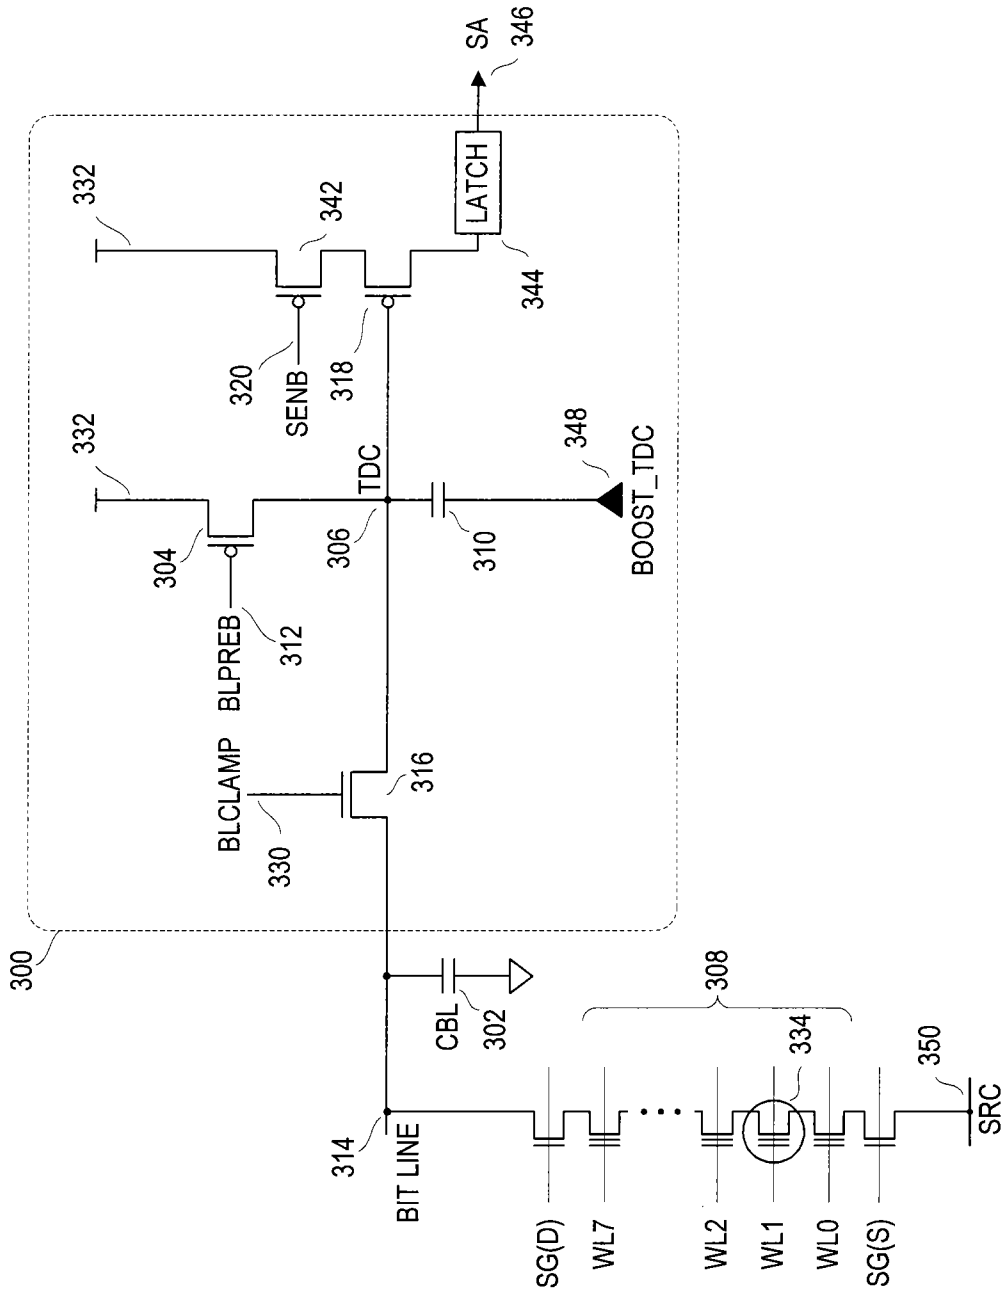 300
332
332
342
304
BLPREB
312
320
SENB
318
344
LATCH
SA
346
BLCLAMP
330
316
306
TDC
310
348
BOOST_TDC
314
BIT LINE
CBL
302
308
334
350
SRC
SG(D)
WL7
WL2
WL1
WL0
SG(S)